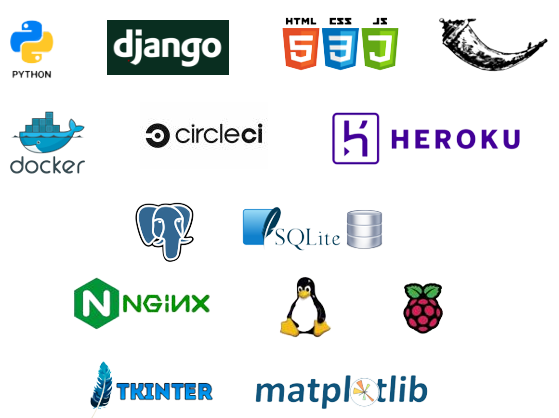 PYTHON
django
HTML CSS JS
5 3 J
docker
circleci
HEROKU
SQLite
N NGINX
TKINTER
matplotlib